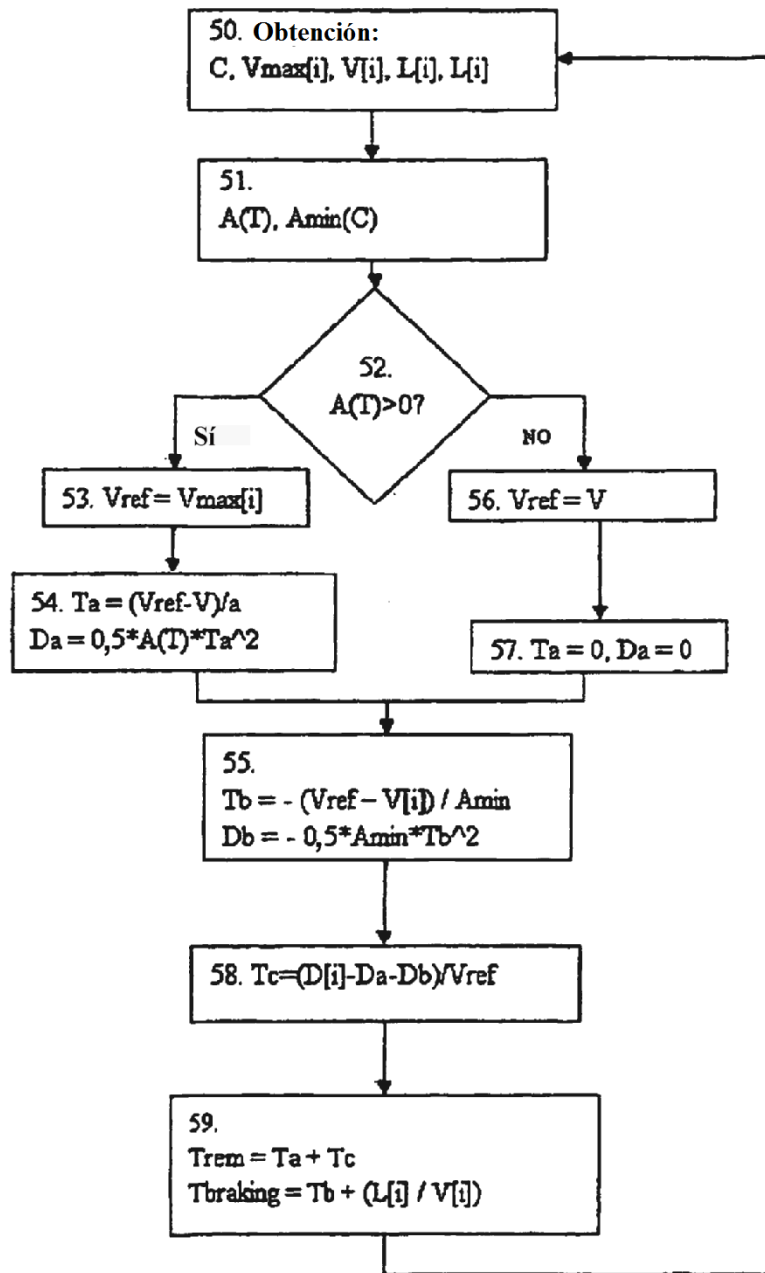 50. Obtención:
C, Vmax[i], V[i], L[i], L[i]
51.
A(T), Amin(C)
52.
A(T)>0?
Sí
NO
53. Vref = Vmax[i]
56. Vref = V
54. Ta = (Vref-V)/a
Da = 0,5*A(T)*Ta^2
57. Ta = 0, Da = 0
55.
Tb = - (Vref – V[i]) / Amin
Db = - 0,5*Amin*Tb^2
58. Tc=(D[i]-Da-Db)/Vref
59.
Trem = Ta + Tc
Tbraking = Tb + (L[i] / V[i])